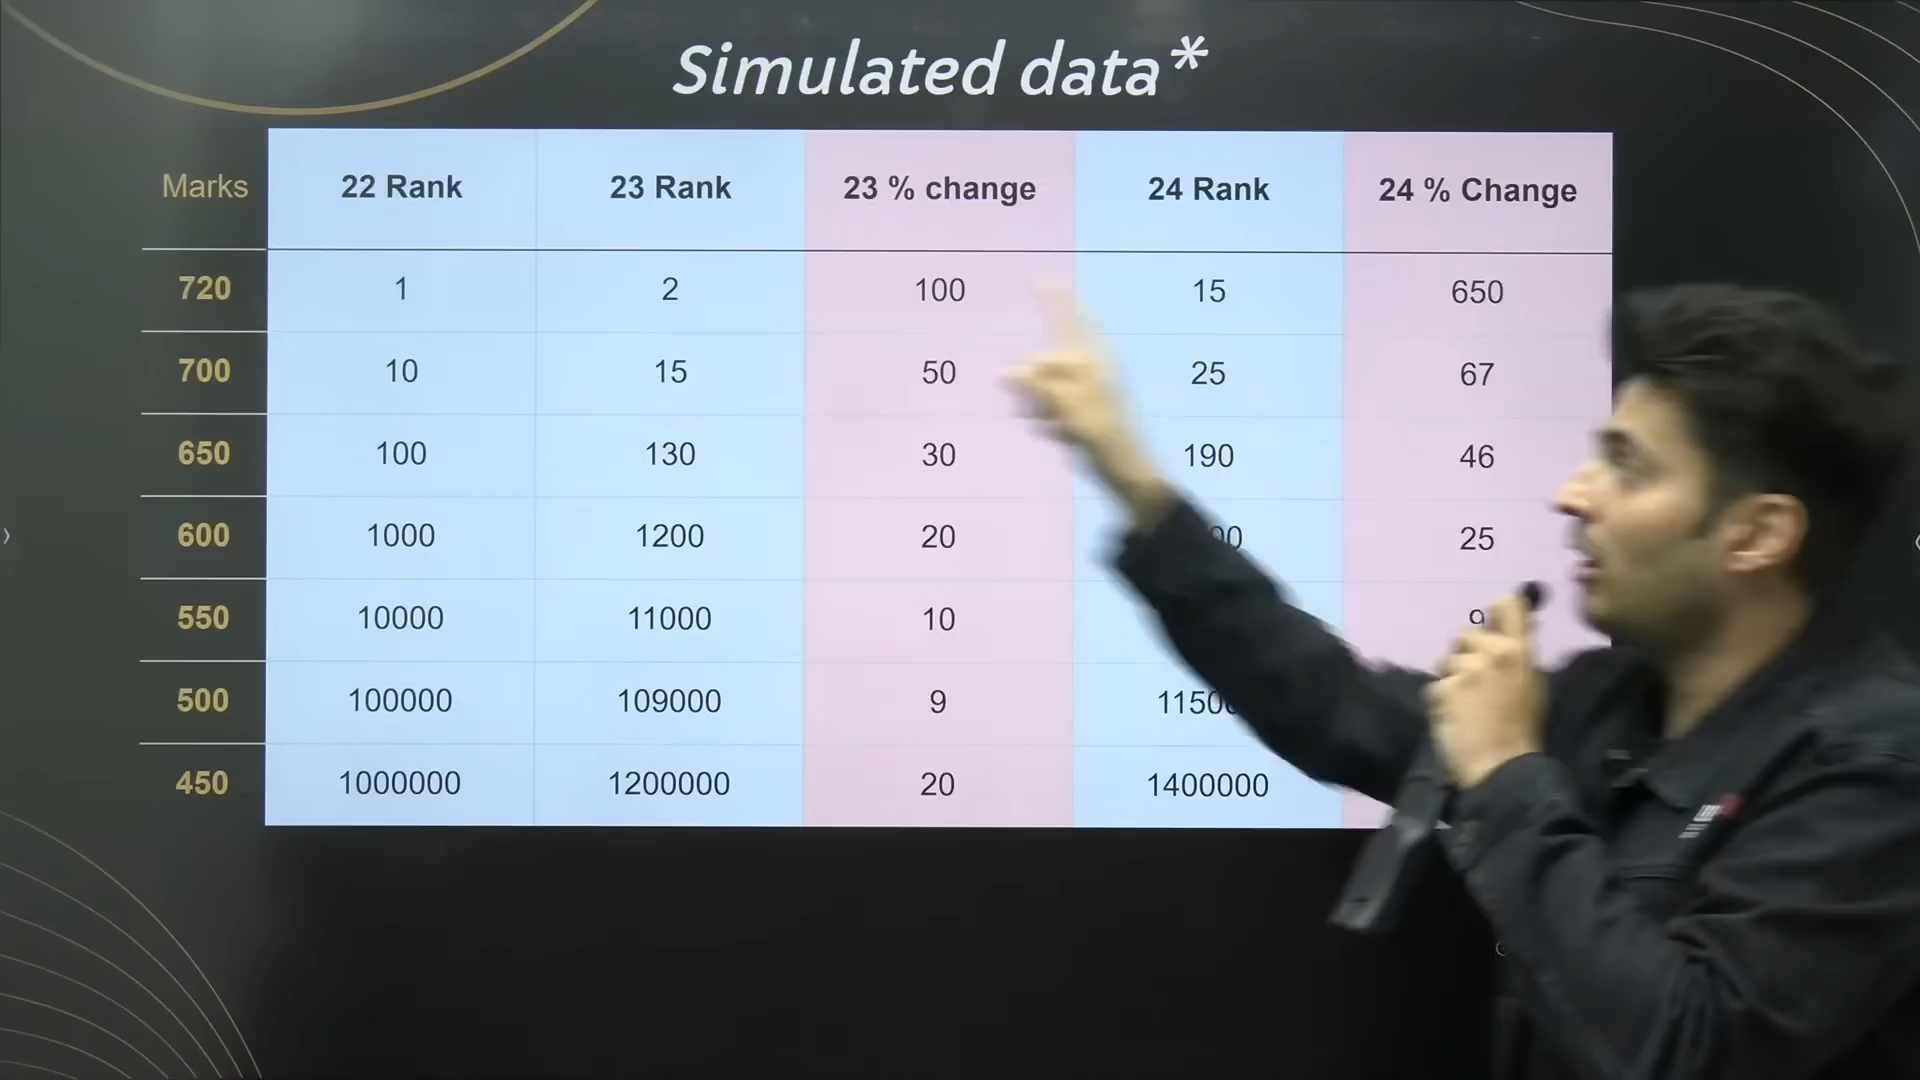 Simulated data*
Marks 22 Rank 23 Rank 23 % change 24 Rank 24 % Change
720 1 2 100 15 650
700 10 15 50 25 67
650 100 130 30 190 46
600 1000 1200 20 25
550 10000 11000 10
500 100000 109000 9
450 1000000 1200000 20 1400000